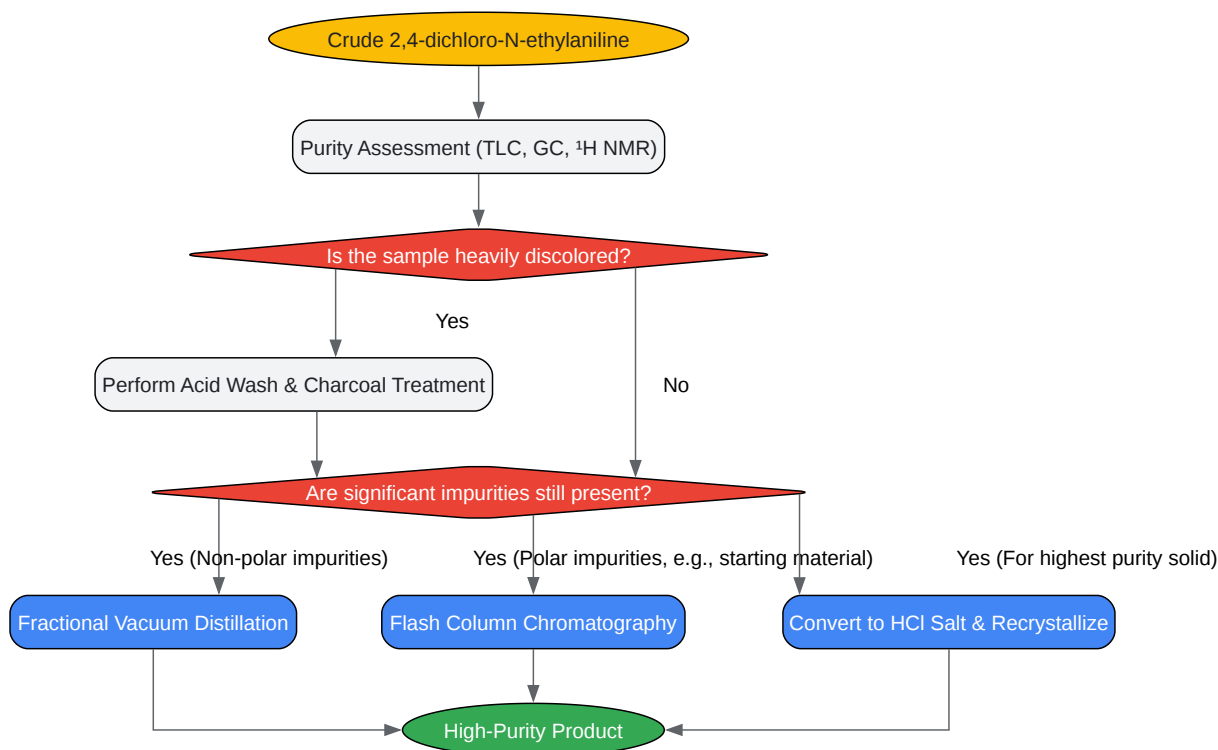 Crude 2,4-dichloro-N-ethylaniline
Purity Assessment (TLC, GC, ¹H NMR)
Is the sample heavily discolored?
Yes
Perform Acid Wash & Charcoal Treatment
No
Are significant impurities still present?
Yes (Non-polar impurities)
Yes (Polar impurities, e.g., starting material)
Yes (For highest purity solid)
Fractional Vacuum Distillation
Flash Column Chromatography
Convert to HCl Salt & Recrystallize
High-Purity Product